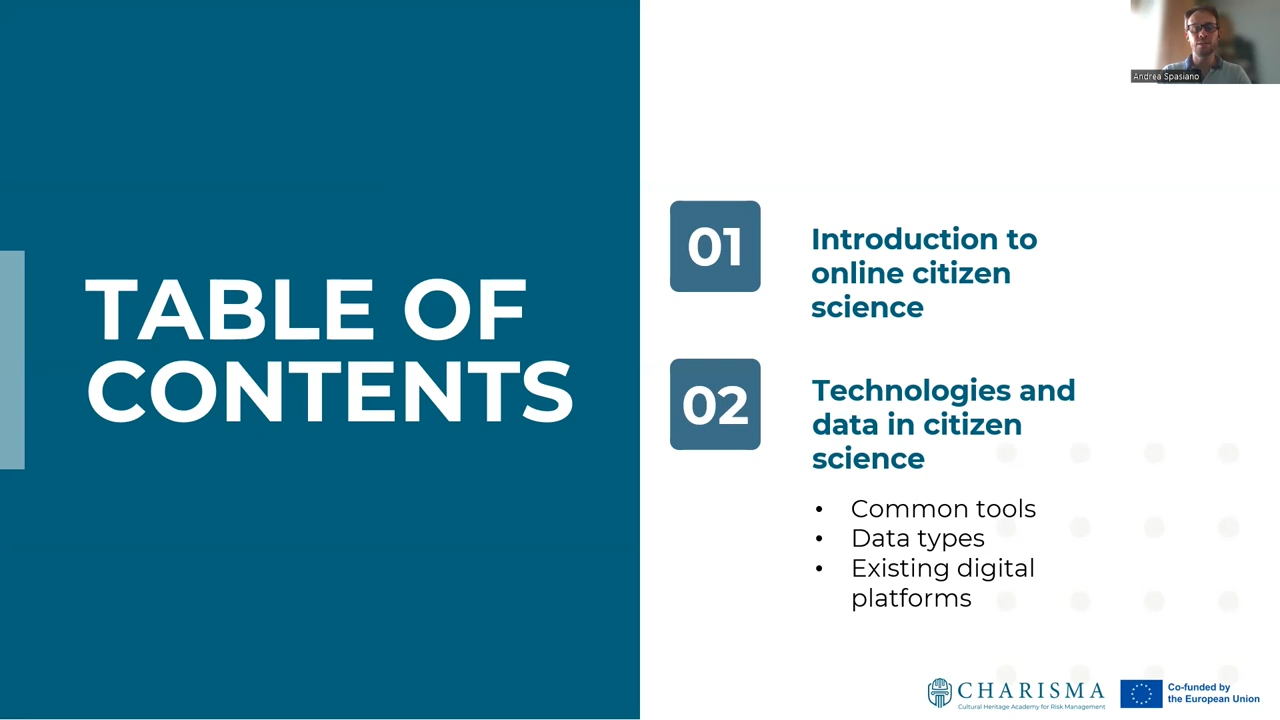 Andrea Spasiano
TABLE OF
CONTENTS
01
Introduction to
online citizen
science
02
Technologies and
data in citizen
science
• Common tools
• Data types
• Existing digital
platforms
CHARISMA
Cultural Heritage Academy for Risk Management
Co-funded by
the European Union